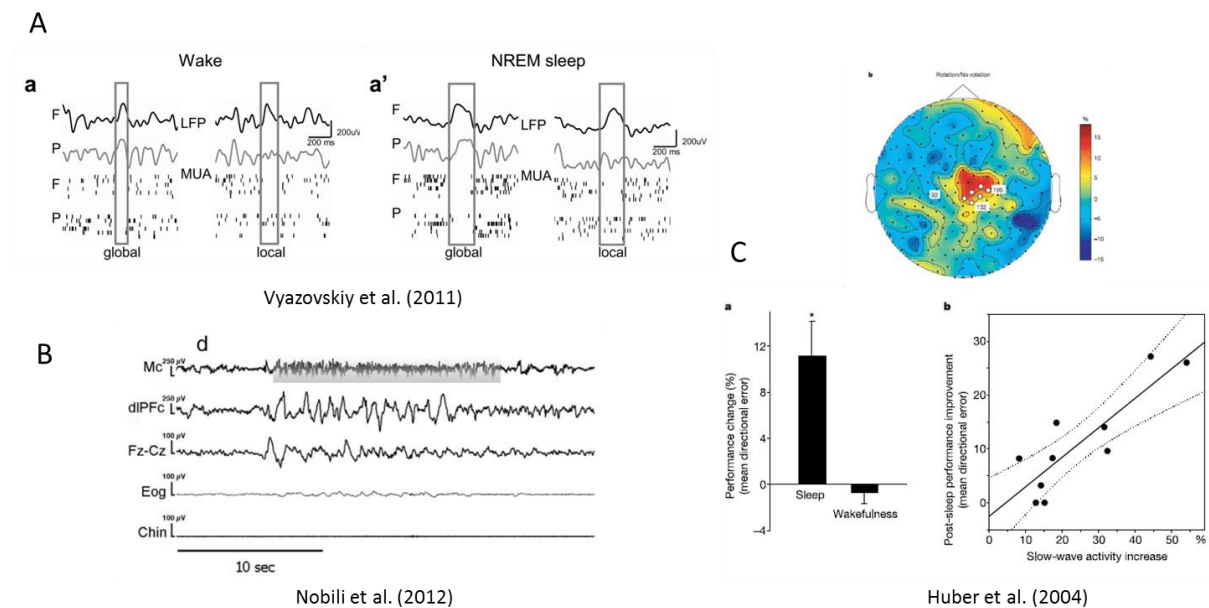 A
Wake
NREM sleep
a
a’
F
LFP
P
200uV
200 ms
MUA
F
P
global
local
F
LFP
P
200uV
200 ms
MUA
F
P
global
local
Vyazovskiy et al. (2011)
B
d
Mc
250 µV
dlPFc
250 µV
Fz-Cz
100 µV
Eog
100 µV
Chin
100 µV
10 sec
Nobili et al. (2012)
b
Rotation/No rotation
%
15
10
5
0
−5
−10
−15
50
195
132
C
a
Performance change (%)
(mean directional error)
12
8
4
0
−4
*
Sleep
Wakefulness
b
Post-sleep performance improvement
(mean directional error)
30
20
10
0
0
10
20
30
40
50
%
Slow-wave activity increase
Huber et al. (2004)